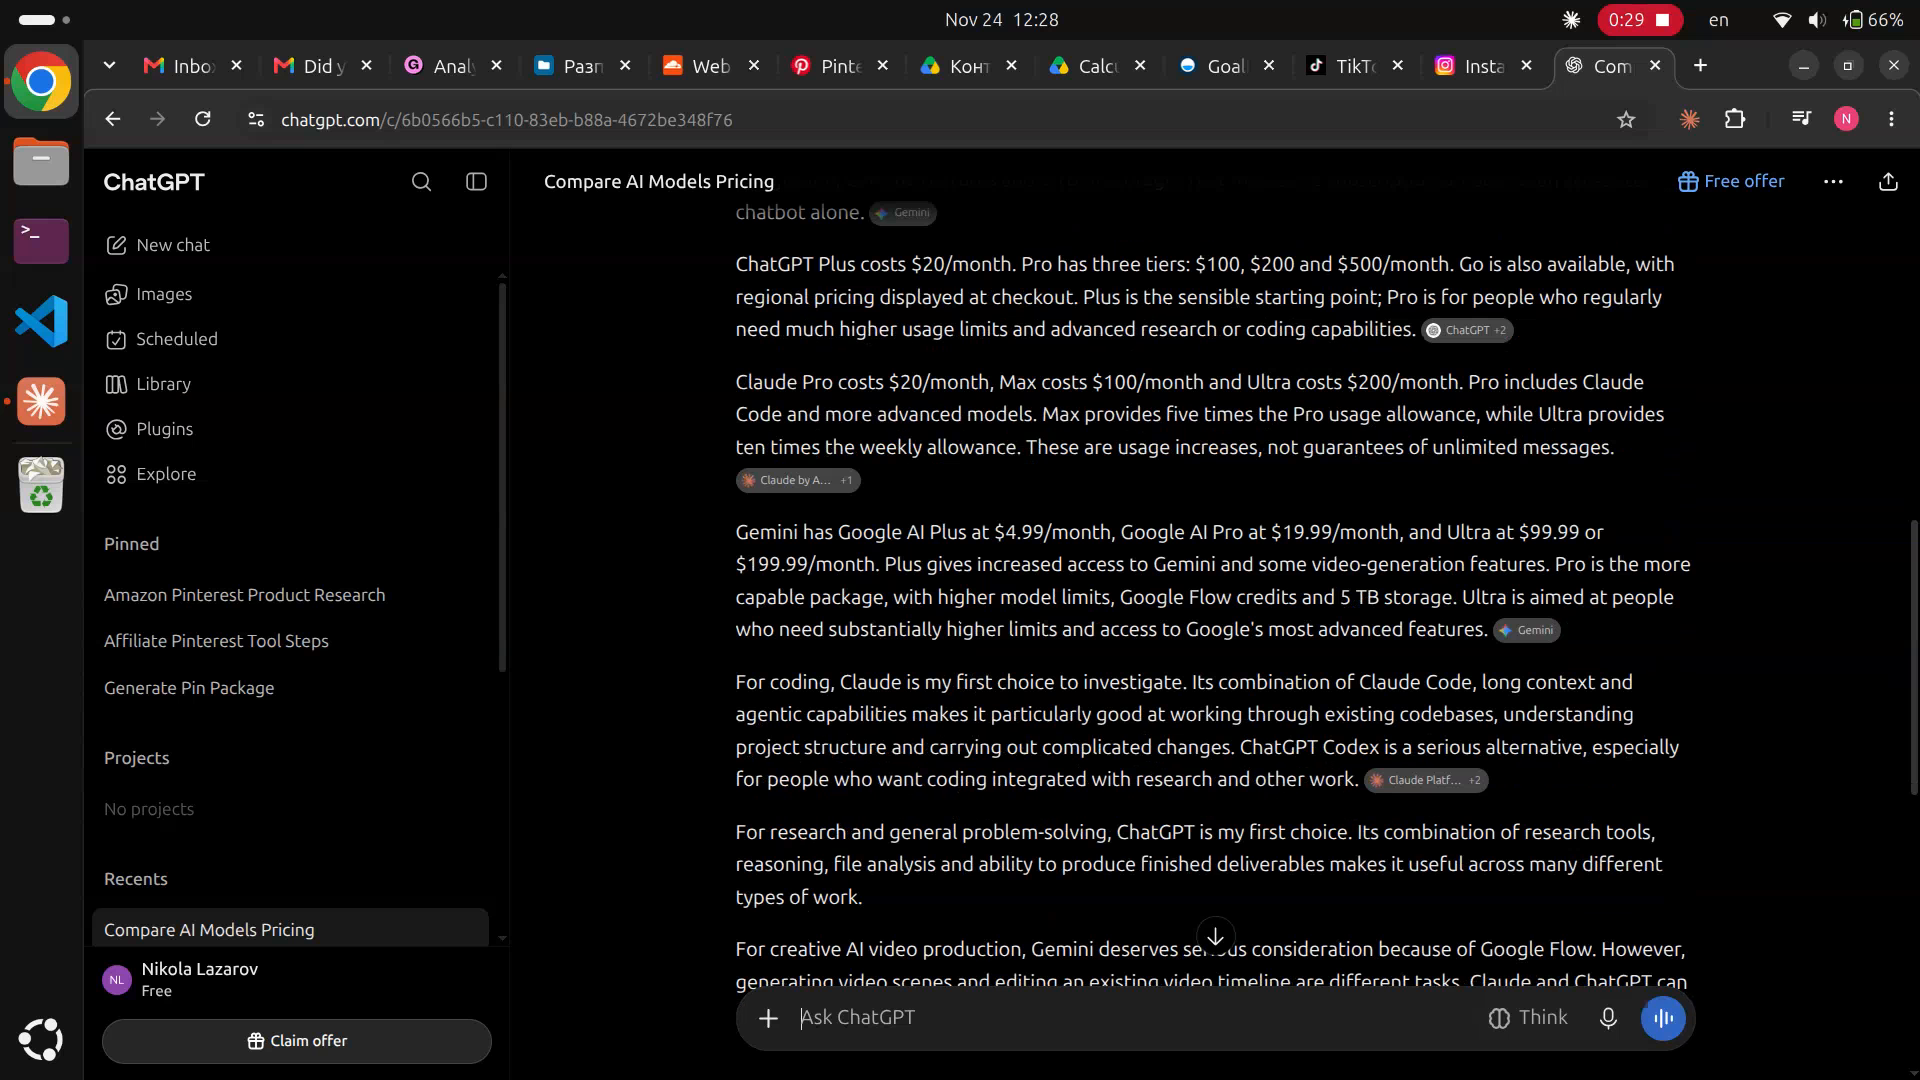 Nov 24 12:28
0:29
en
66%
Inbo
Did y
Anal
Разп
Web
Pinte
Конт
Calcu
Goal
TikTo
Insta
Com
chatgpt.com/c/6b0566b5-c110-83eb-b88a-4672be348f76
N
ChatGPT
New chat
Images
Scheduled
Library
Plugins
Explore
Pinned
Amazon Pinterest Product Research
Affiliate Pinterest Tool Steps
Generate Pin Package
Projects
No projects
Recents
Compare AI Models Pricing
NL
Nikola Lazarov
Free
Claim offer
Compare AI Models Pricing
Free offer
chatbot alone. Gemini
ChatGPT Plus costs $20/month. Pro has three tiers: $100, $200 and $500/month. Go is also available, with
regional pricing displayed at checkout. Plus is the sensible starting point; Pro is for people who regularly
need much higher usage limits and advanced research or coding capabilities. ChatGPT +2
Claude Pro costs $20/month, Max costs $100/month and Ultra costs $200/month. Pro includes Claude
Code and more advanced models. Max provides five times the Pro usage allowance, while Ultra provides
ten times the weekly allowance. These are usage increases, not guarantees of unlimited messages.
Claude by A... +1
Gemini has Google AI Plus at $4.99/month, Google AI Pro at $19.99/month, and Ultra at $99.99 or
$199.99/month. Plus gives increased access to Gemini and some video-generation features. Pro is the more
capable package, with higher model limits, Google Flow credits and 5 TB storage. Ultra is aimed at people
who need substantially higher limits and access to Google's most advanced features. Gemini
For coding, Claude is my first choice to investigate. Its combination of Claude Code, long context and
agentic capabilities makes it particularly good at working through existing codebases, understanding
project structure and carrying out complicated changes. ChatGPT Codex is a serious alternative, especially
for people who want coding integrated with research and other work. Claude Platf... +2
For research and general problem-solving, ChatGPT is my first choice. Its combination of research tools,
reasoning, file analysis and ability to produce finished deliverables makes it useful across many different
types of work.
For creative AI video production, Gemini deserves serious consideration because of Google Flow. However,
generating video scenes and editing an existing video timeline are different tasks. Claude and ChatGPT can
Ask ChatGPT
Think